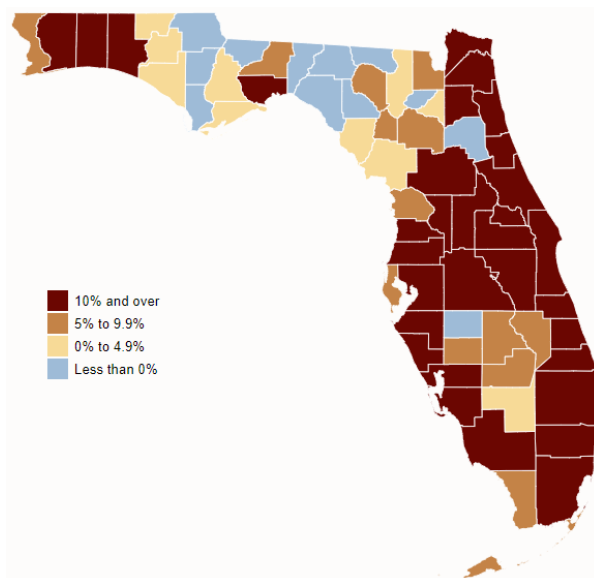 10% and over
5% to 9.9%
0% to 4.9%
Less than 0%